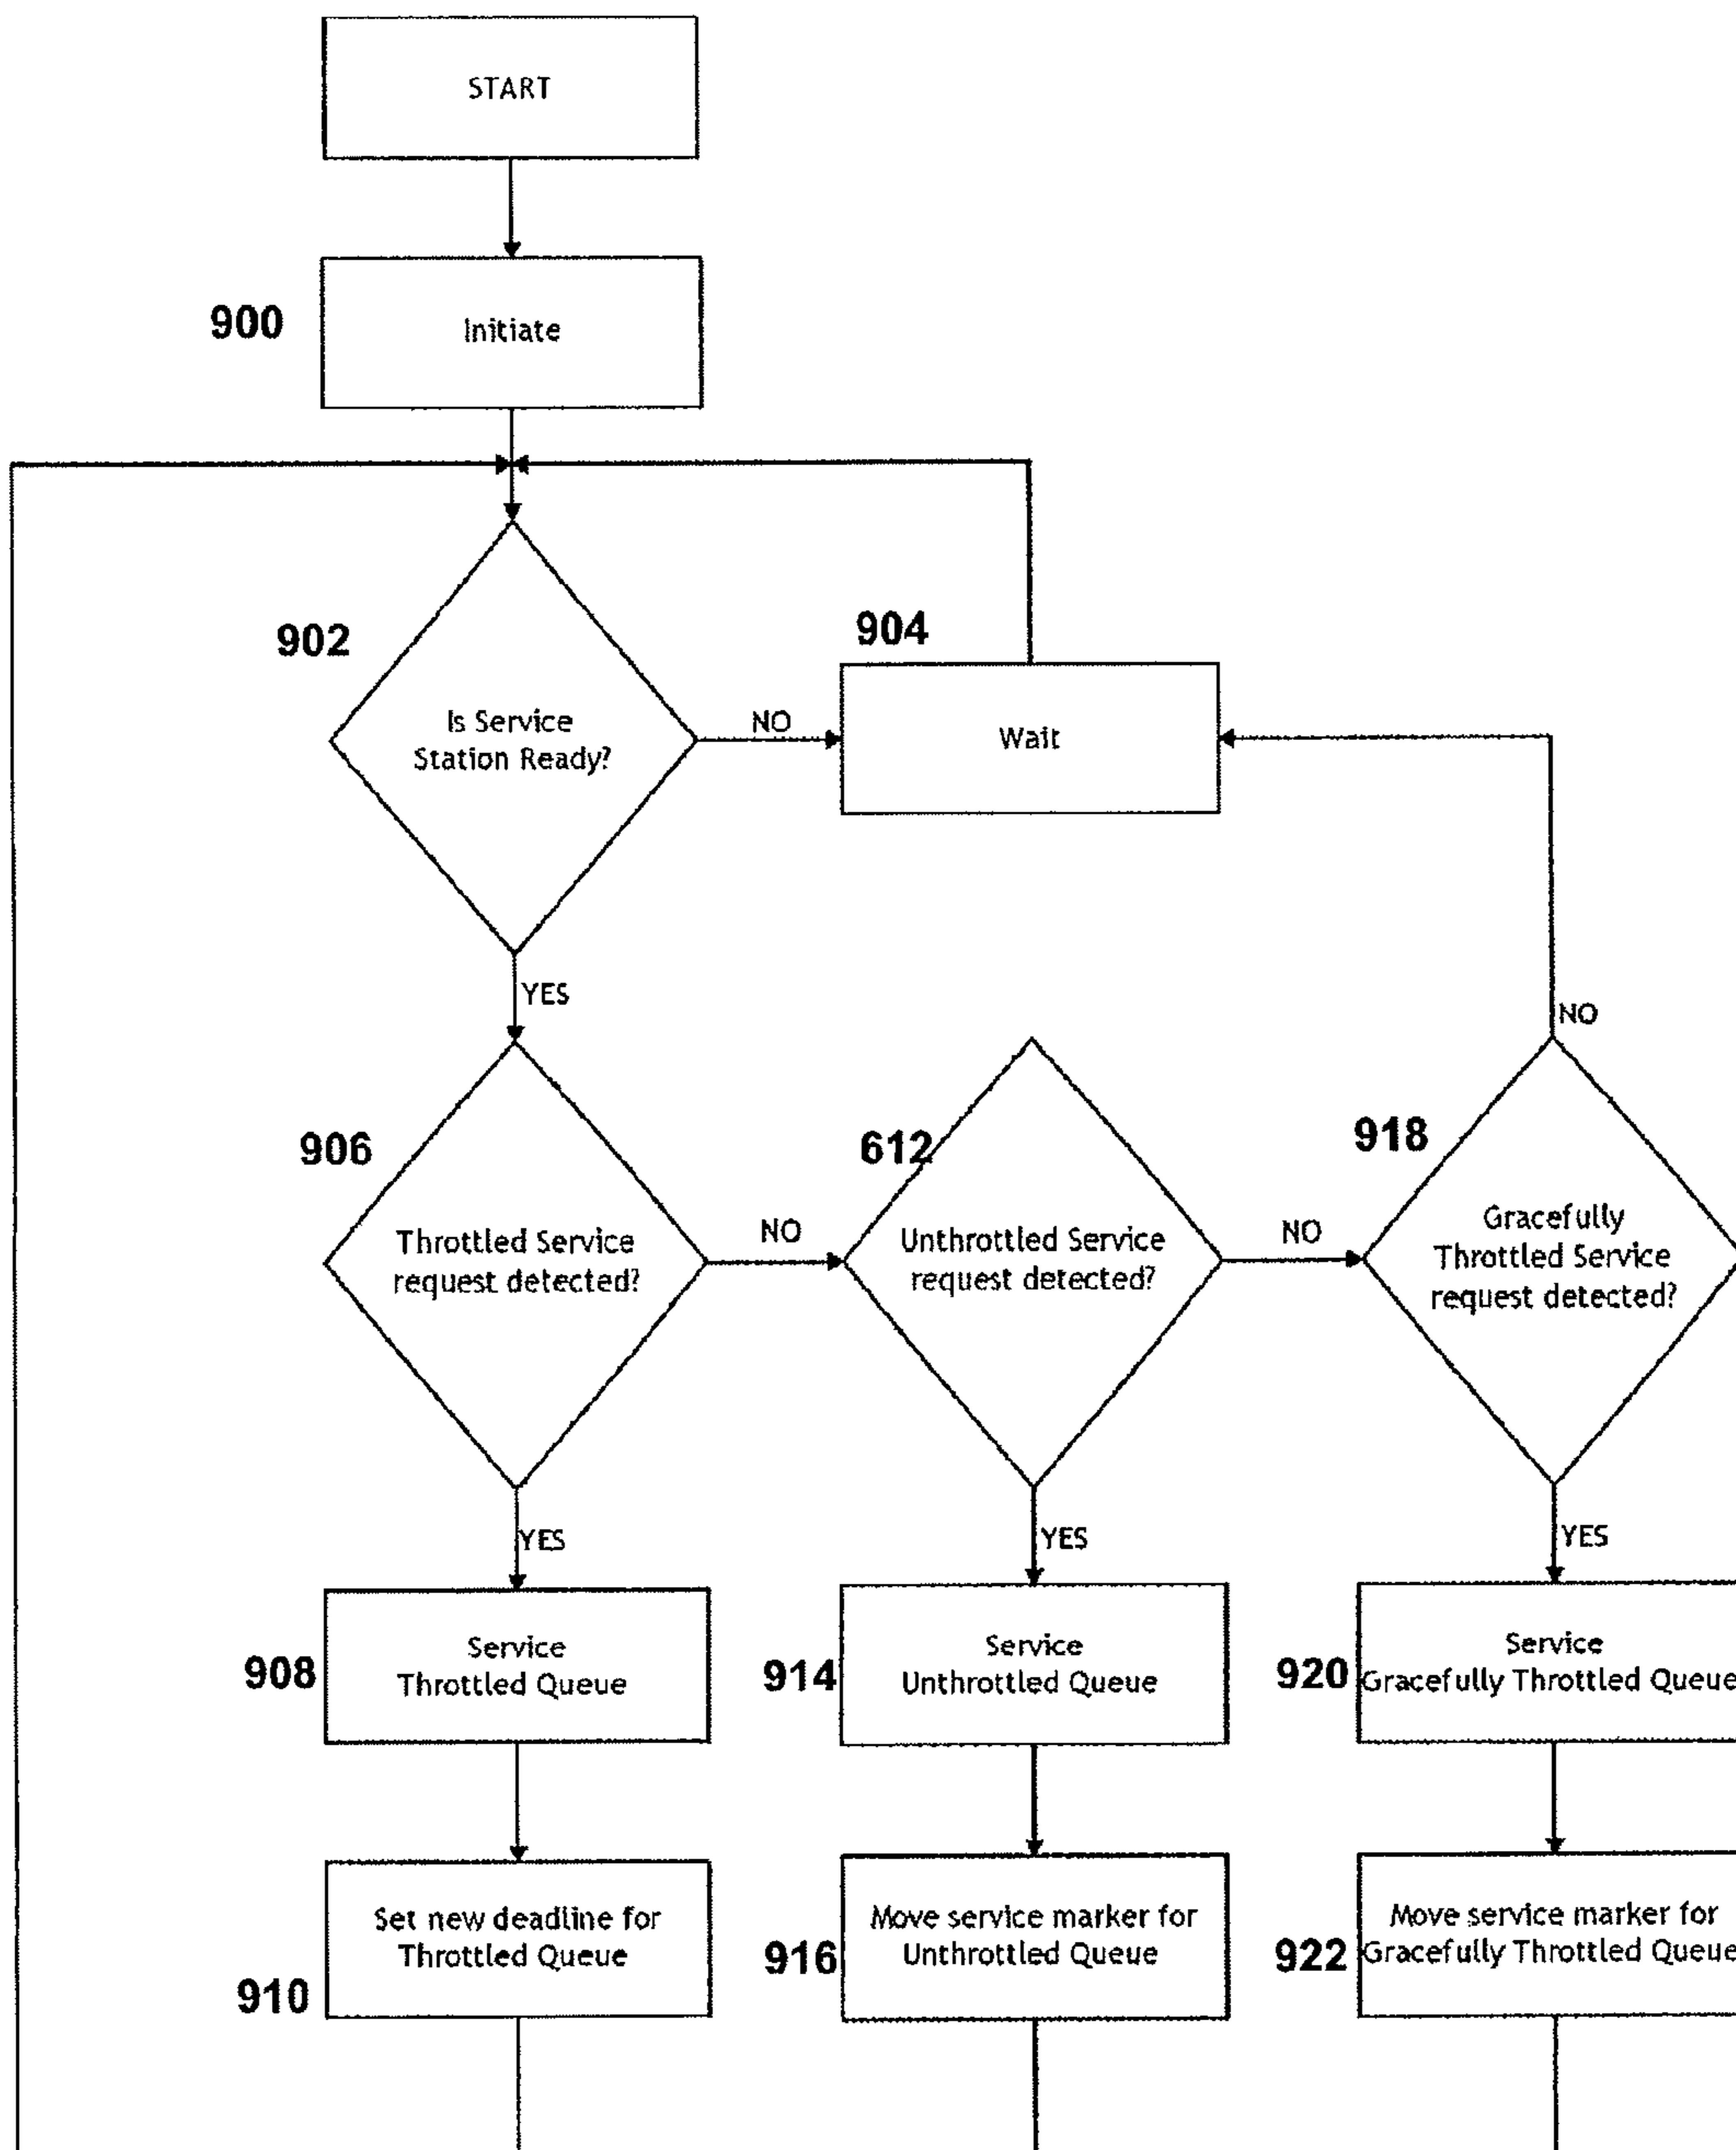 START
900
Initiate
902
904
Is Service
Station Ready?
NO
Wait
YES
NO
906
612
918
Throttled Service
request detected?
NO
Unthrottled Service
request detected?
NO
Gracefully
Throttled Service
request detected?
YES
YES
YES
908
Service
Throttled Queue
914
Service
Unthrottled Queue
920
Service
Gracefully Throttled Queue
Set new deadline for
Throttled Queue
910
Move service marker for
Unthrottled Queue
916
Move service marker for
Gracefully Throttled Queue
922